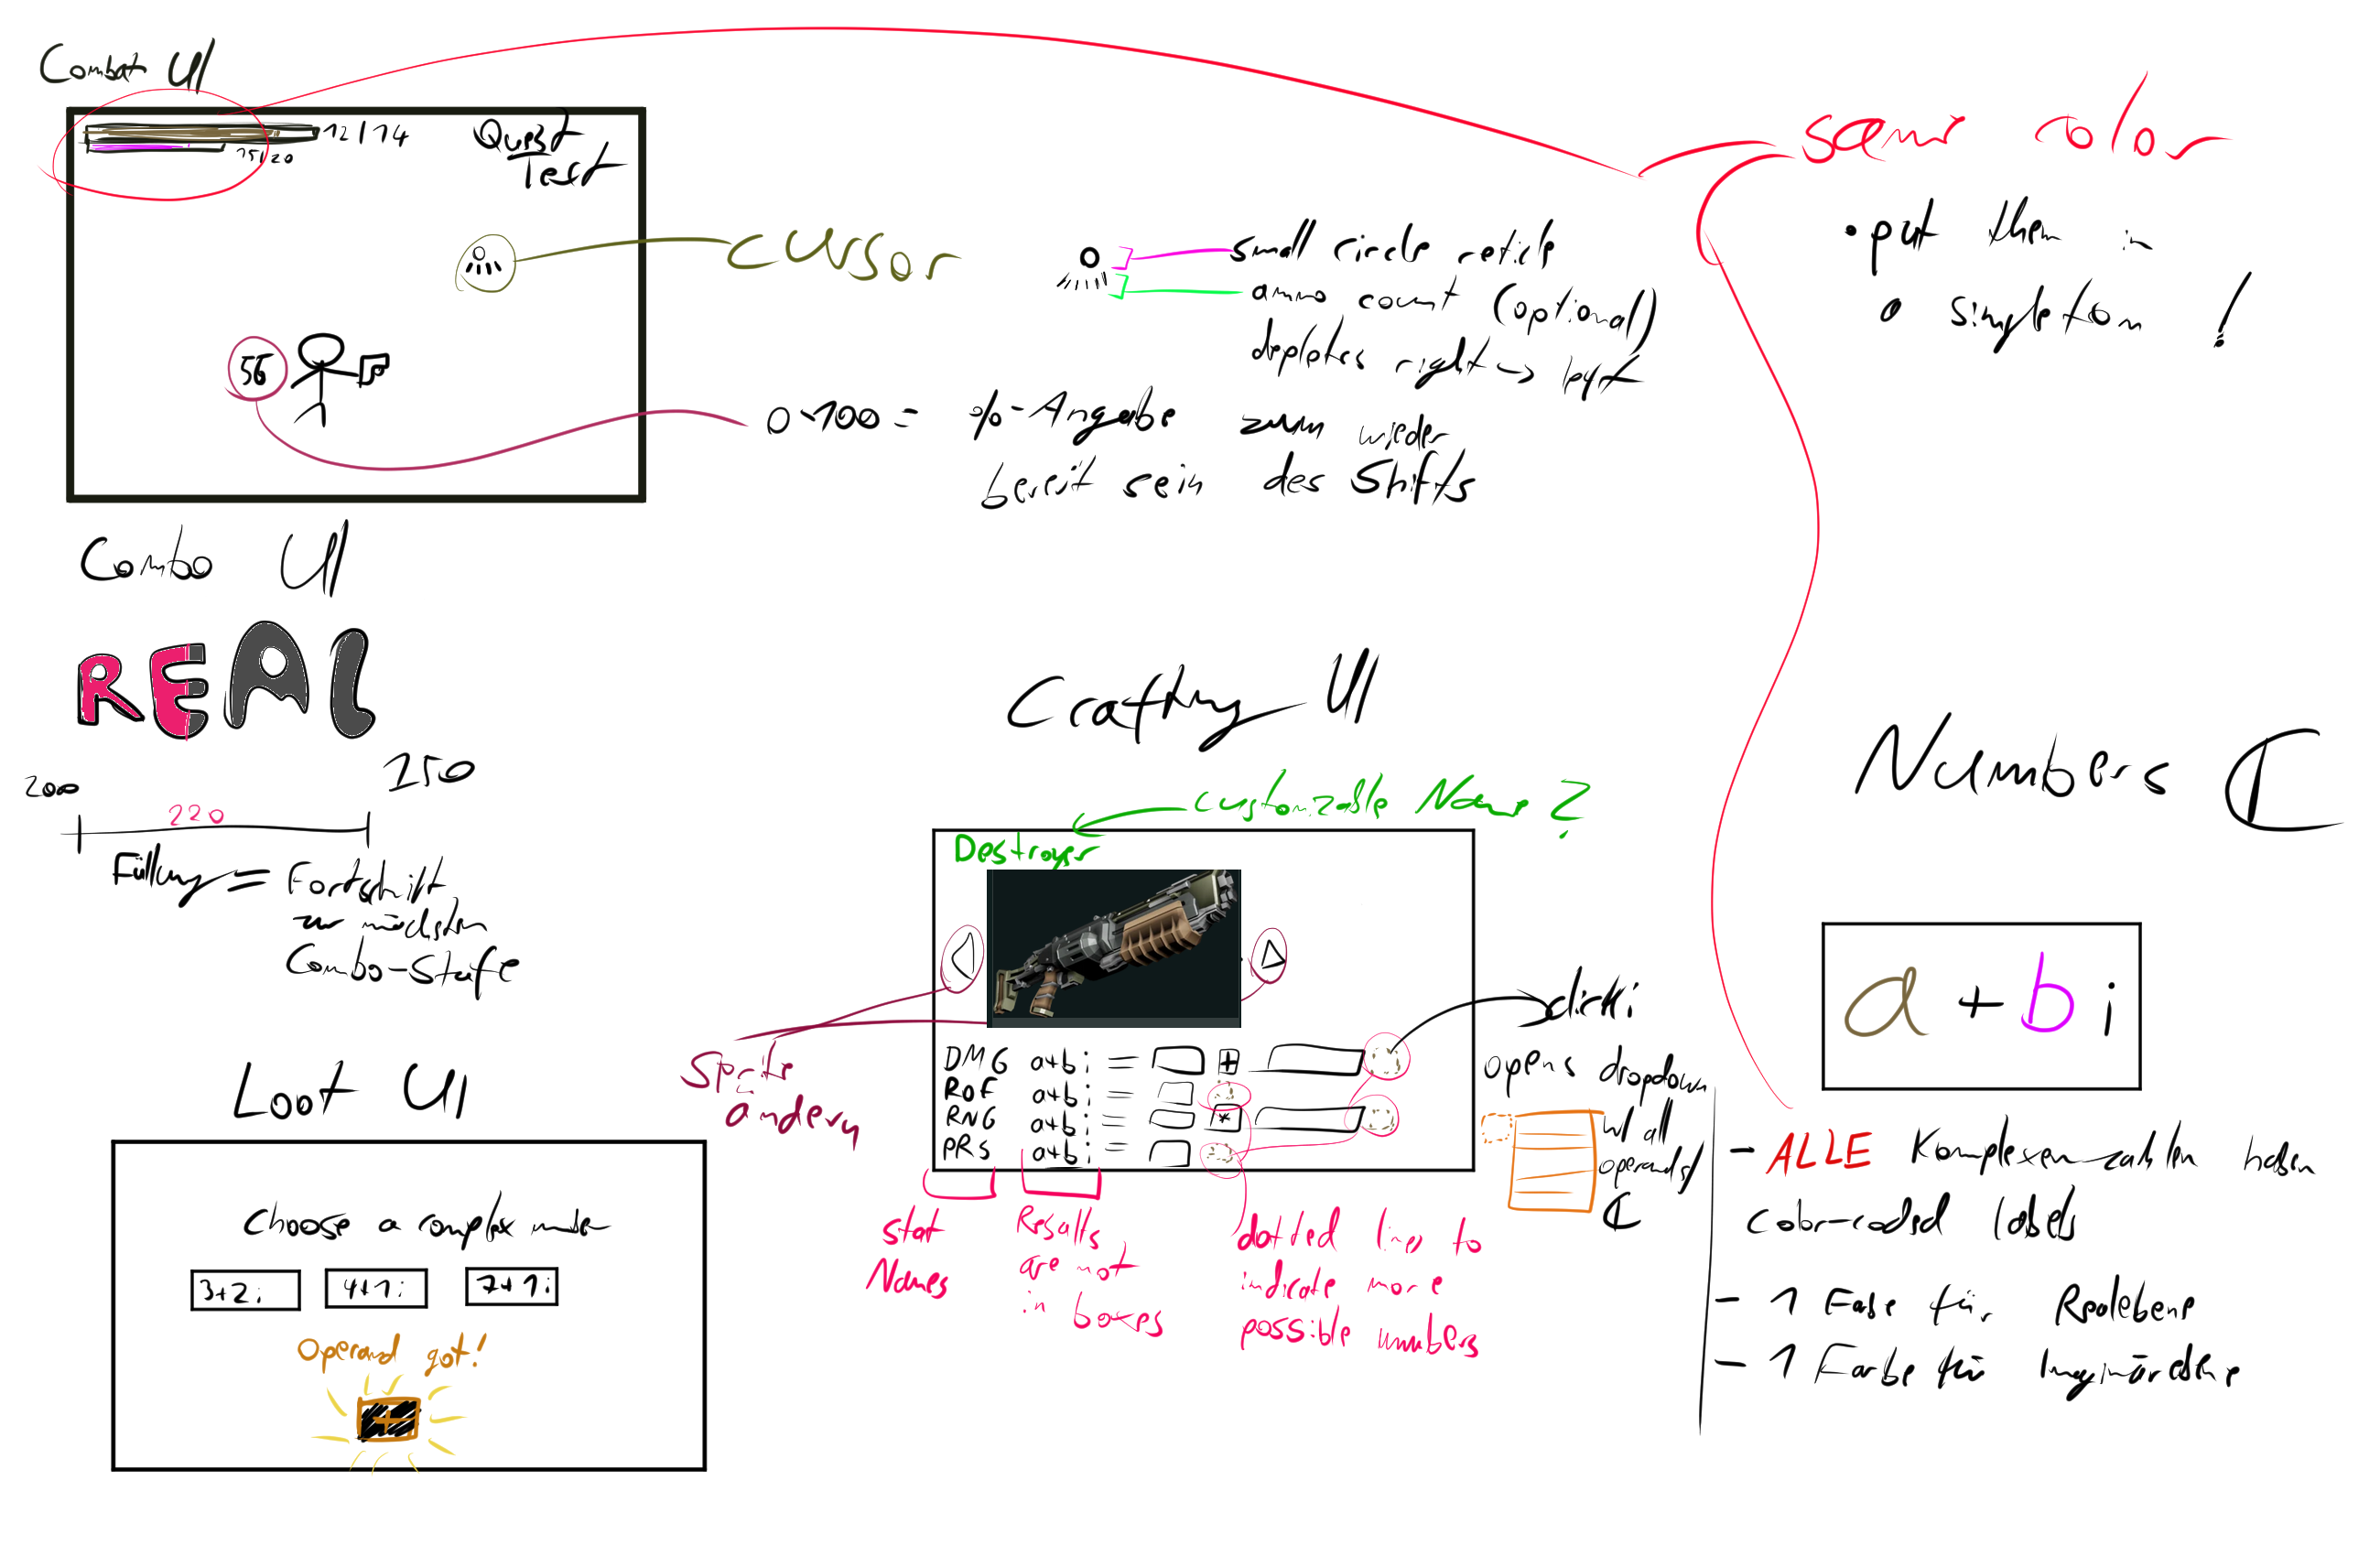 Combat UI
12/14
15/20
Quest
Test
cursor
small circle reticle
ammo count (optional)
depletes right → left
56
0-100 = %-Angabe zum wieder
bereit sein des Shifts
same color
• put them in
a singleton !
Combo UI
REAL
200
250
220
Füllung = Fortschritt
zur nächsten
Combo-Stufe
Crafting UI
customizable Name?
Destroyer
Sprite
ändern
DMG a+bi = +
ROF a+bi =
RNG a+bi = *
PRS a+bi =
stat
Names
Results
are not
in boxes
dotted lines to
indicate more
possible numbers
opens dropdown
w/ all
operands/
ℂ
Numbers ℂ
a + b i
- ALLE Komplexenzahlen haben
color-coded labels
- 1 Farbe für Realebene
- 1 Farbe für Imaginärebene
Loot UI
Choose a complex number
3+2i
4+1i
7+1i
Operand got!
+